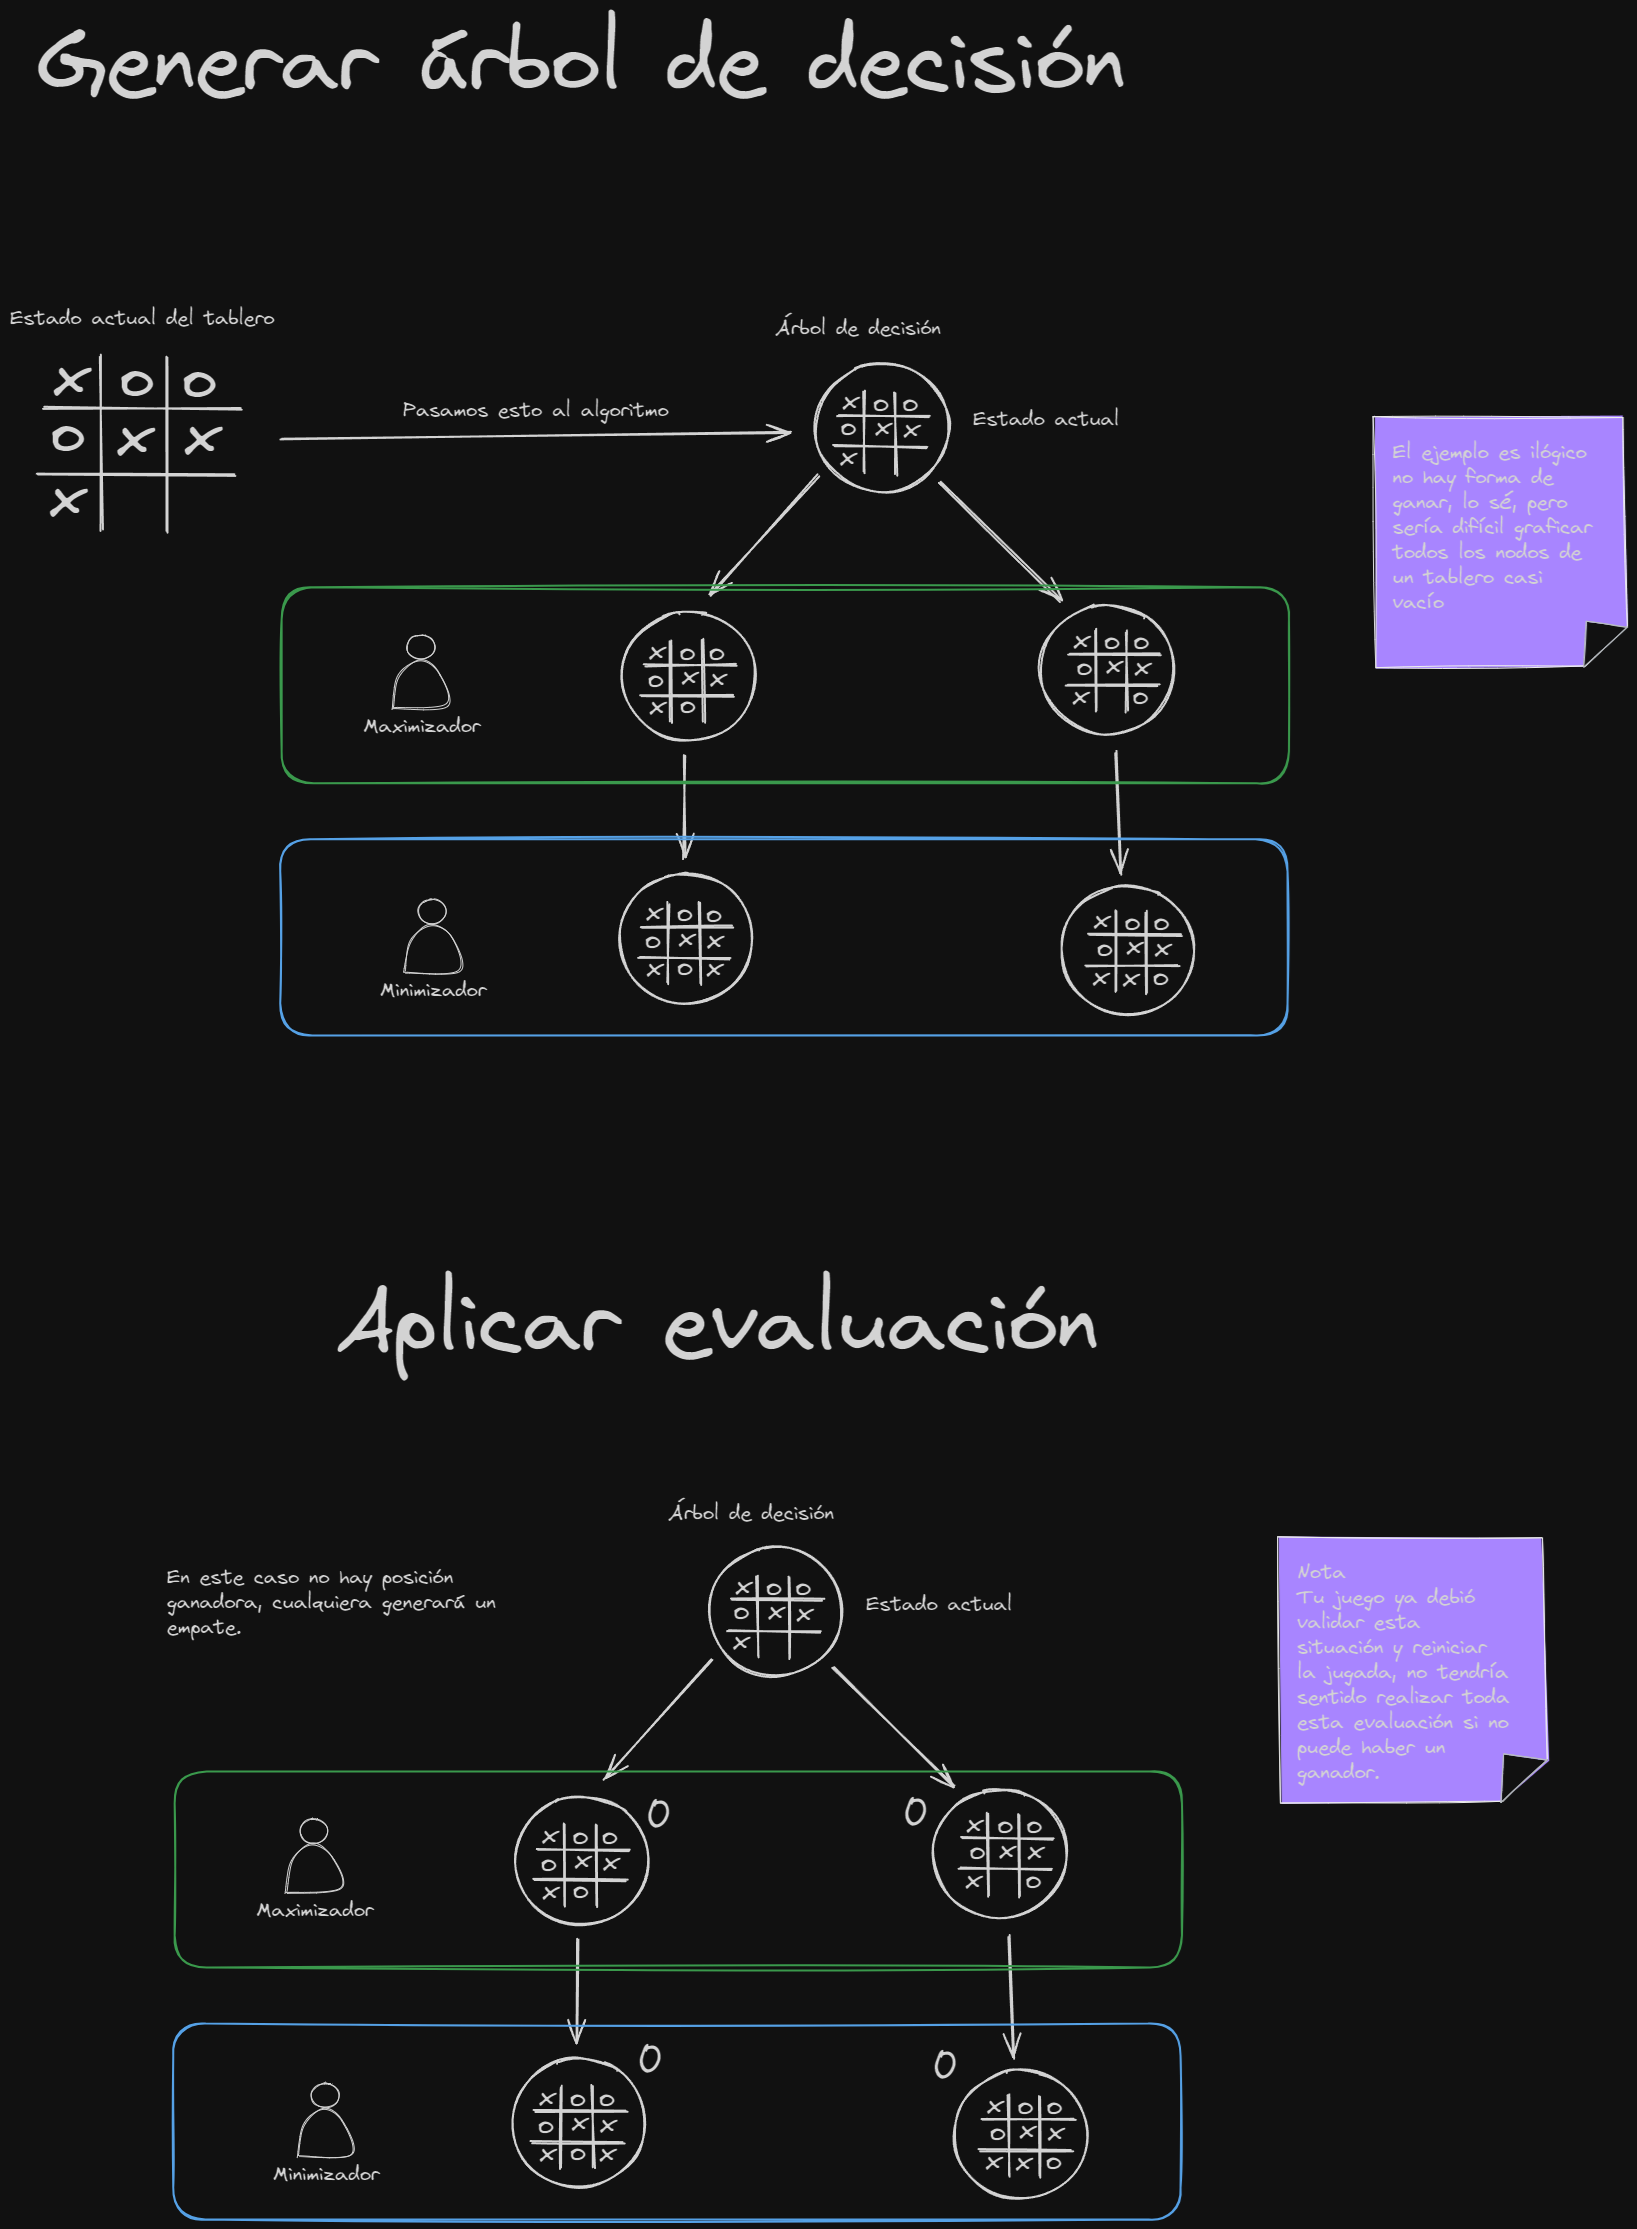 Generar árbol de decisión
Estado actual del tablero
X O O
O X X
X
Pasamos esto al algoritmo
Árbol de decisión
X O O
O X X
X
Estado actual
El ejemplo es ilógico
no hay forma de
ganar, lo sé, pero
sería difícil graficar
todos los nodos de
un tablero casi
vacío
Maximizador
X O O
O X X
X O
X O O
O X X
X O
Minimizador
X O O
O X X
X O X
X O O
O X X
X X O
Aplicar evaluación
Árbol de decisión
En este caso no hay posición
ganadora, cualquiera generará un
empate.
X O O
O X X
X
Estado actual
Nota
Tu juego ya debió
validar esta
situación y reiniciar
la jugada, no tendría
sentido realizar toda
esta evaluación si no
puede haber un
ganador.
Maximizador
X O O
O X X
X O
0
0
X O O
O X X
X O
Minimizador
X O O
O X X
X O X
0
0
X O O
O X X
X X O